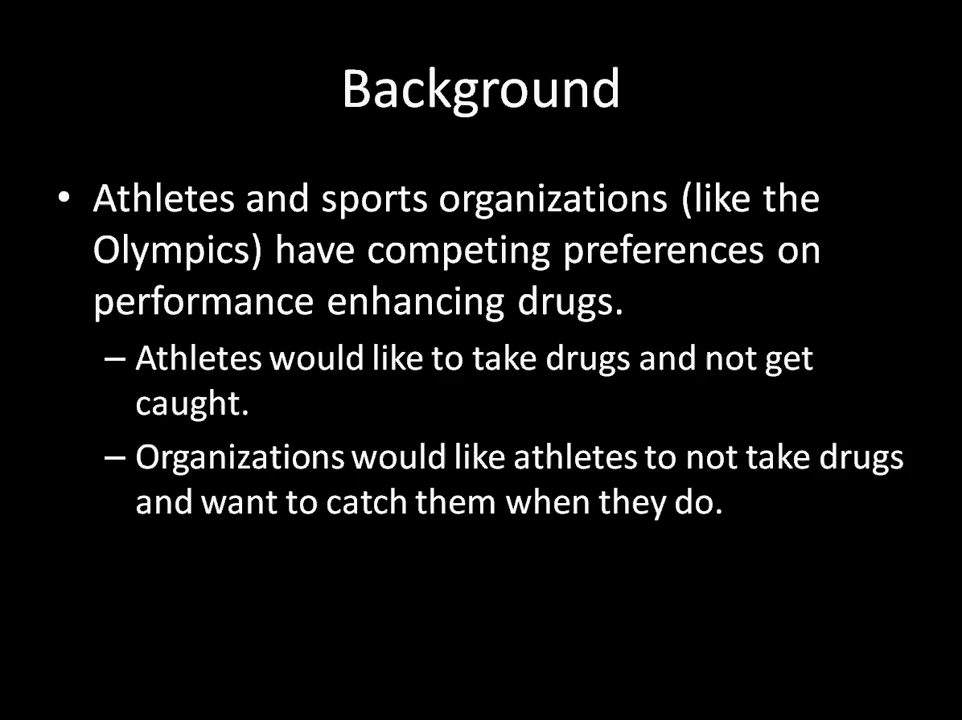 Background
• Athletes and sports organizations (like the
Olympics) have competing preferences on
performance enhancing drugs.
– Athletes would like to take drugs and not get
caught.
– Organizations would like athletes to not take drugs
and want to catch them when they do.